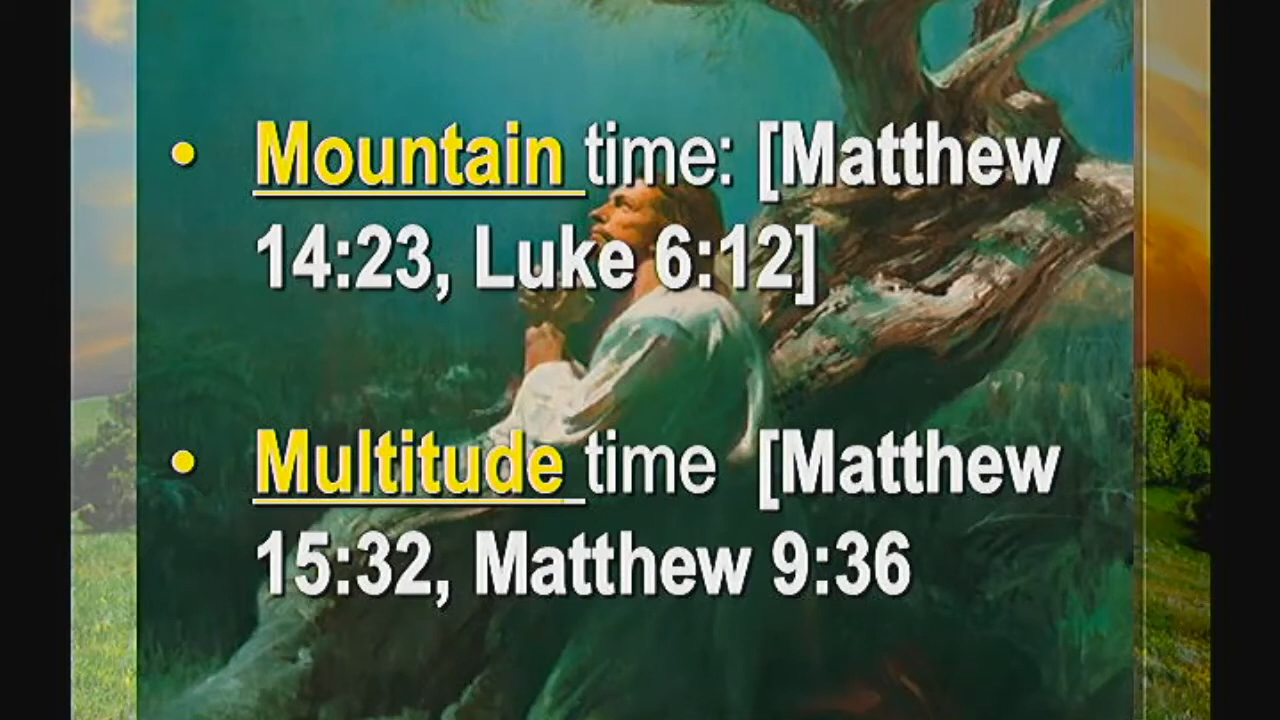 • Mountain time: [Matthew
14:23, Luke 6:12]
• Multitude time [Matthew
15:32, Matthew 9:36